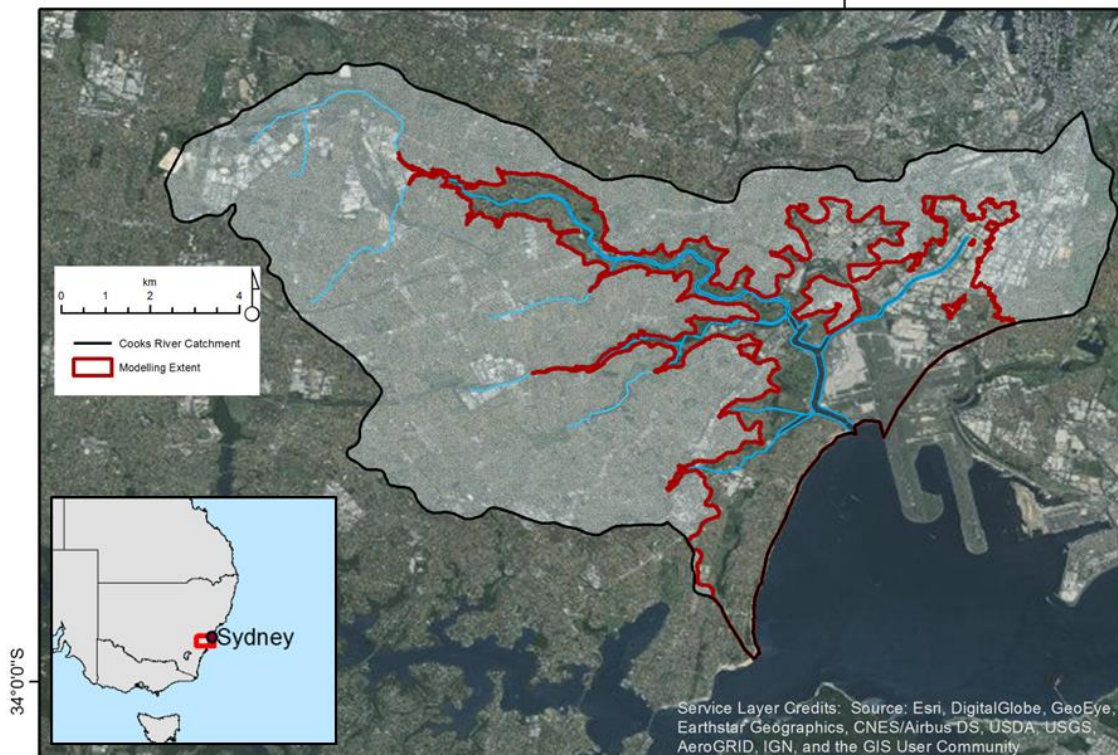 km
0 1 2 4
Cooks River Catchment
Modelling Extent
Sydney
34°0'0"S
Service Layer Credits: Source: Esri, DigitalGlobe, GeoEye,
Earthstar Geographics, CNES/Airbus DS, USDA, USGS,
AeroGRID, IGN, and the GIS User Community